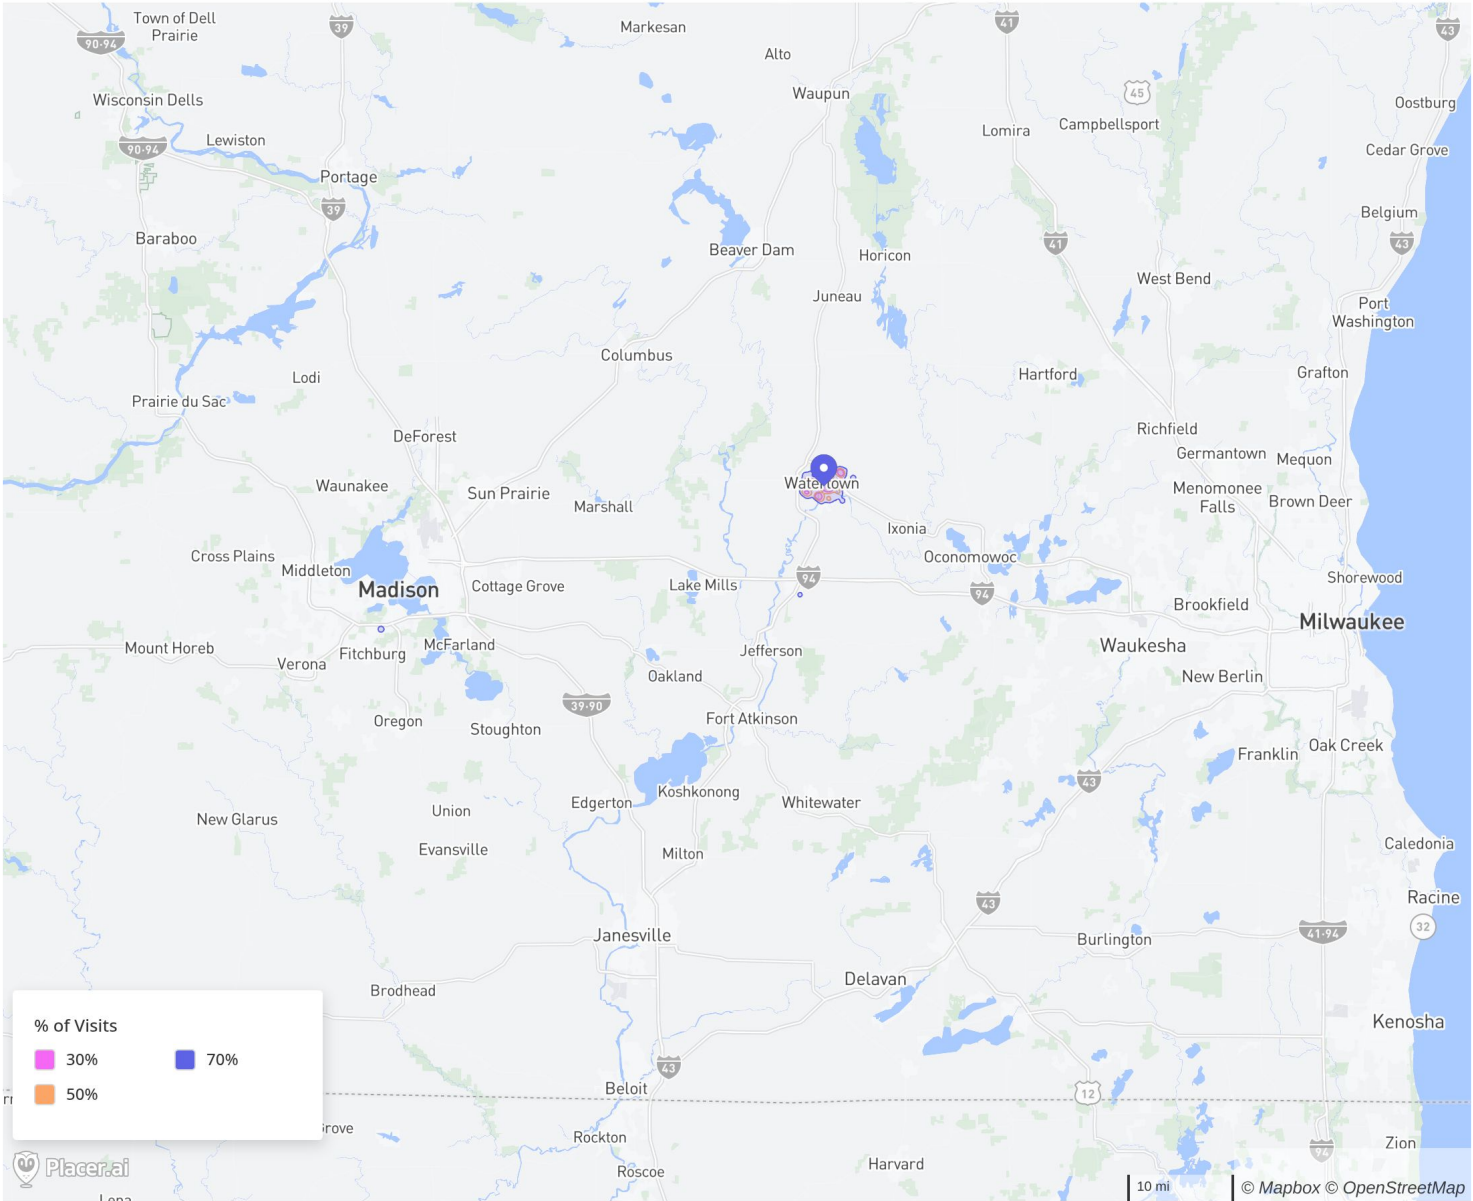 Town of Dell
Prairie
39
Markesan
41
43
90-94
Alto
Wisconsin Dells
Waupun
45
Oostburg
Lomira
Campbellsport
Lewiston
90-94
Cedar Grove
Portage
39
Belgium
Baraboo
Beaver Dam
Horicon
41
43
West Bend
Juneau
Port
Washington
Columbus
Lodi
Hartford
Grafton
Prairie du Sac
DeForest
Richfield
Germantown
Mequon
Waunakee
Sun Prairie
Watertown
Menomonee
Falls
Brown Deer
Marshall
Ixonia
Cross Plains
Middleton
Oconomowoc
Madison
Cottage Grove
Lake Mills
94
94
Shorewood
Brookfield
Milwaukee
Mount Horeb
Fitchburg
McFarland
Verona
Jefferson
Waukesha
Oakland
New Berlin
39-90
Oregon
Stoughton
Fort Atkinson
Franklin
Oak Creek
43
Koshkonong
Edgerton
Whitewater
Union
New Glarus
Evansville
Milton
Caledonia
Racine
43
32
Janesville
Burlington
41-94
Delavan
Brodhead
Kenosha
% of Visits
30%
70%
50%
43
Beloit
12
Rockton
Zion
94
Harvard
Roscoe
Placer.ai
10 mi
© Mapbox © OpenStreetMap